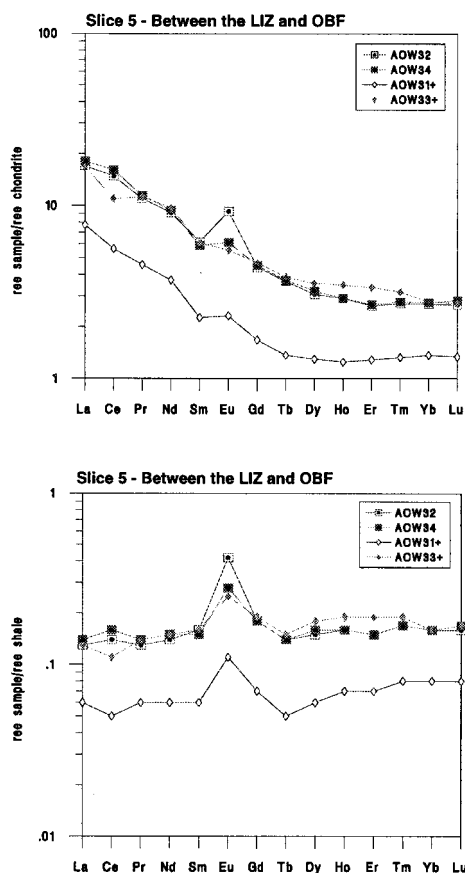 Slice 5 - Between the LIZ and OBF
100
AOW32
AOW34
AOW31+
AOW33+
ree sample/ree chondrite
10
1
La Ce Pr Nd Sm Eu Gd Tb Dy Ho Er Tm Yb Lu
Slice 5 - Between the LIZ and OBF
1
AOW32
AOW34
AOW31+
AOW33+
ree sample/ree shale
.1
.01
La Ce Pr Nd Sm Eu Gd Tb Dy Ho Er Tm Yb Lu